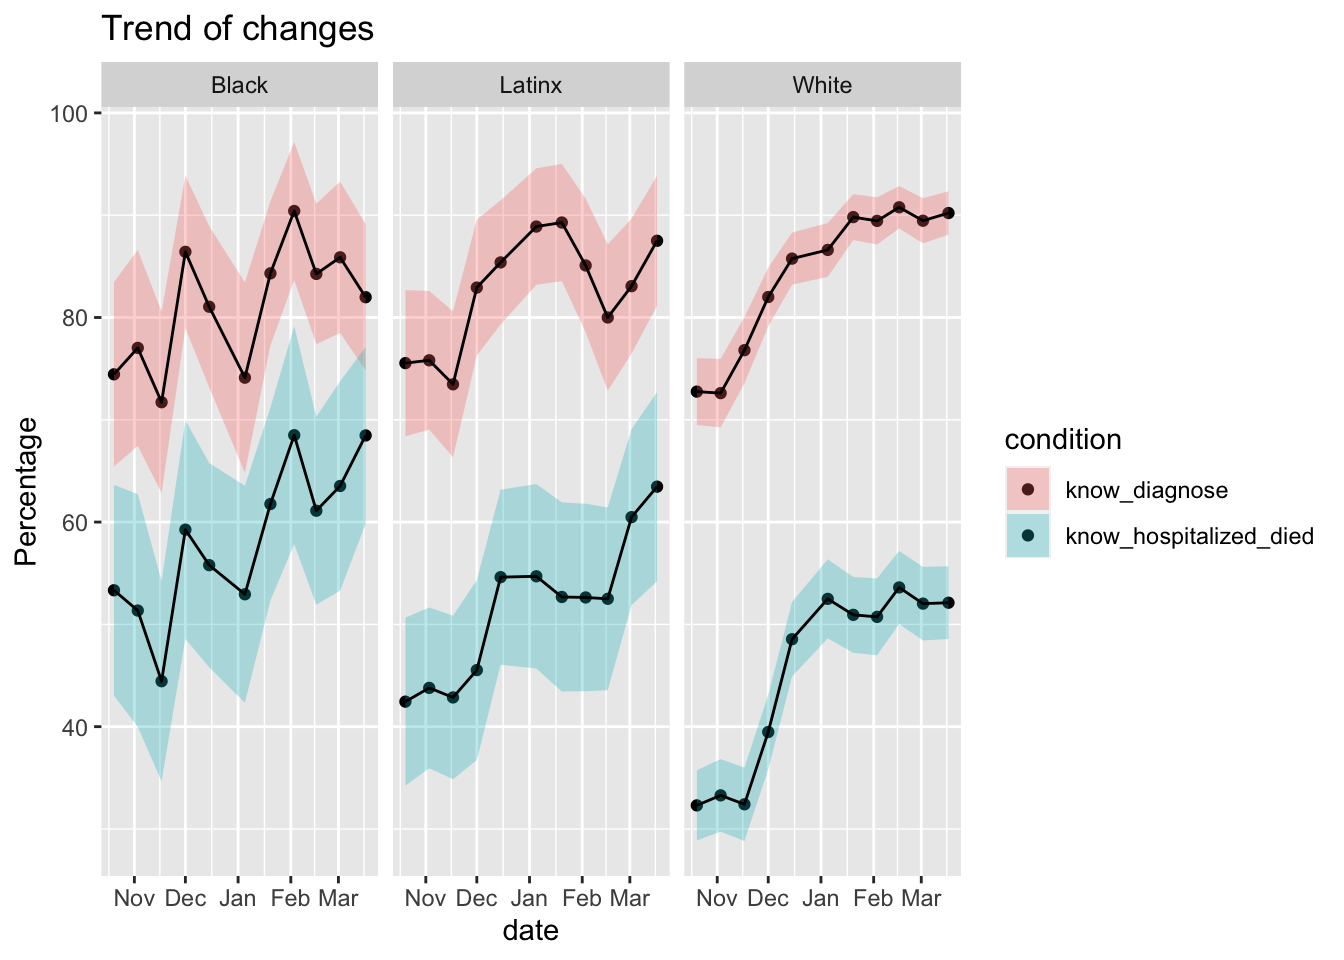 Trend of changes
Black Latinx White
100
80
60
40
Percentage
Nov Dec Jan Feb Mar Nov Dec Jan Feb Mar Nov Dec Jan Feb Mar
date
condition
know_diagnose
know_hospitalized_died